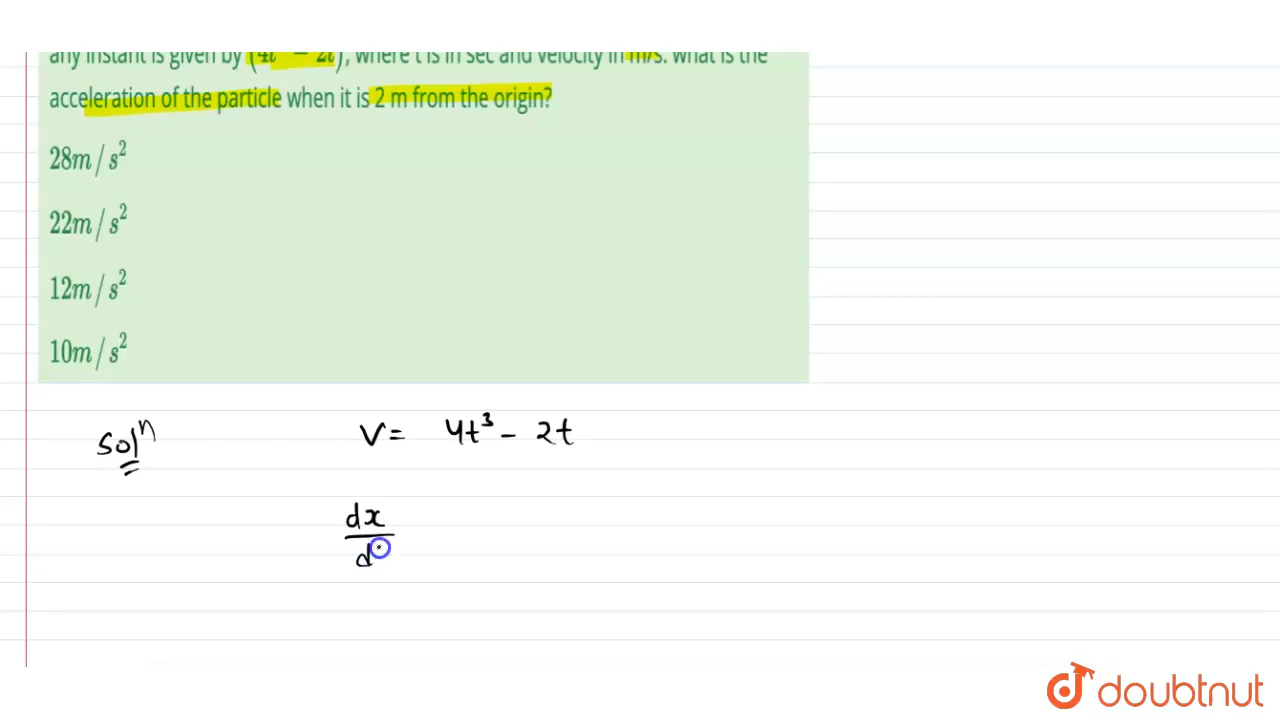 any instant is given by (4t³ − 2t), where t is in sec and velocity in m/s. what is the
acceleration of the particle when it is 2 m from the origin?
28m/s²
22m/s²
12m/s²
10m/s²
Solⁿ V = 4t³ − 2t
dx
d
doubtnut